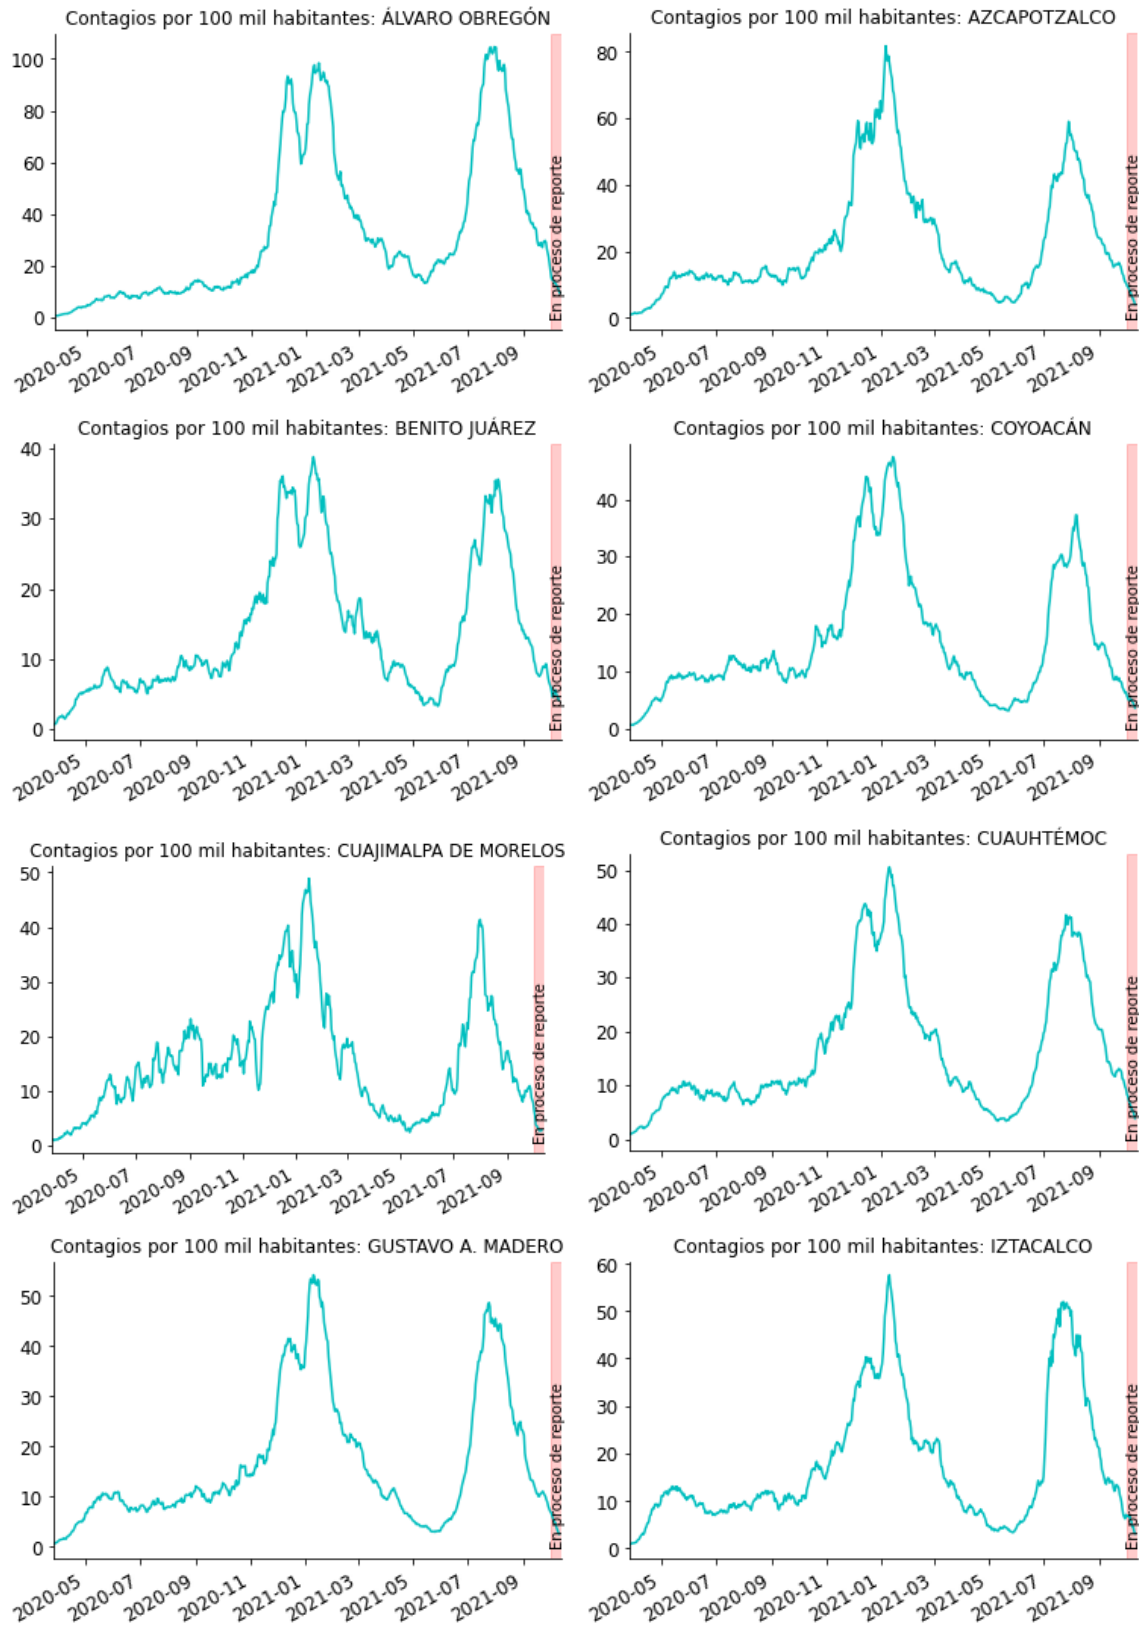 Contagios por 100 mil habitantes: ÁLVARO OBREGÓN
100
80
60
40
20
0
En proceso de reporte
2020-05 2020-07 2020-09 2020-11 2021-01 2021-03 2021-05 2021-07 2021-09
Contagios por 100 mil habitantes: AZCAPOTZALCO
80
60
40
20
0
En proceso de reporte
2020-05 2020-07 2020-09 2020-11 2021-01 2021-03 2021-05 2021-07 2021-09
Contagios por 100 mil habitantes: BENITO JUÁREZ
40
30
20
10
0
En proceso de reporte
2020-05 2020-07 2020-09 2020-11 2021-01 2021-03 2021-05 2021-07 2021-09
Contagios por 100 mil habitantes: COYOACÁN
40
30
20
10
0
En proceso de reporte
2020-05 2020-07 2020-09 2020-11 2021-01 2021-03 2021-05 2021-07 2021-09
Contagios por 100 mil habitantes: CUAJIMALPA DE MORELOS
50
40
30
20
10
0
En proceso de reporte
2020-05 2020-07 2020-09 2020-11 2021-01 2021-03 2021-05 2021-07 2021-09
Contagios por 100 mil habitantes: CUAUHTÉMOC
50
40
30
20
10
0
En proceso de reporte
2020-05 2020-07 2020-09 2020-11 2021-01 2021-03 2021-05 2021-07 2021-09
Contagios por 100 mil habitantes: GUSTAVO A. MADERO
50
40
30
20
10
0
En proceso de reporte
2020-05 2020-07 2020-09 2020-11 2021-01 2021-03 2021-05 2021-07 2021-09
Contagios por 100 mil habitantes: IZTACALCO
60
50
40
30
20
10
0
En proceso de reporte
2020-05 2020-07 2020-09 2020-11 2021-01 2021-03 2021-05 2021-07 2021-09